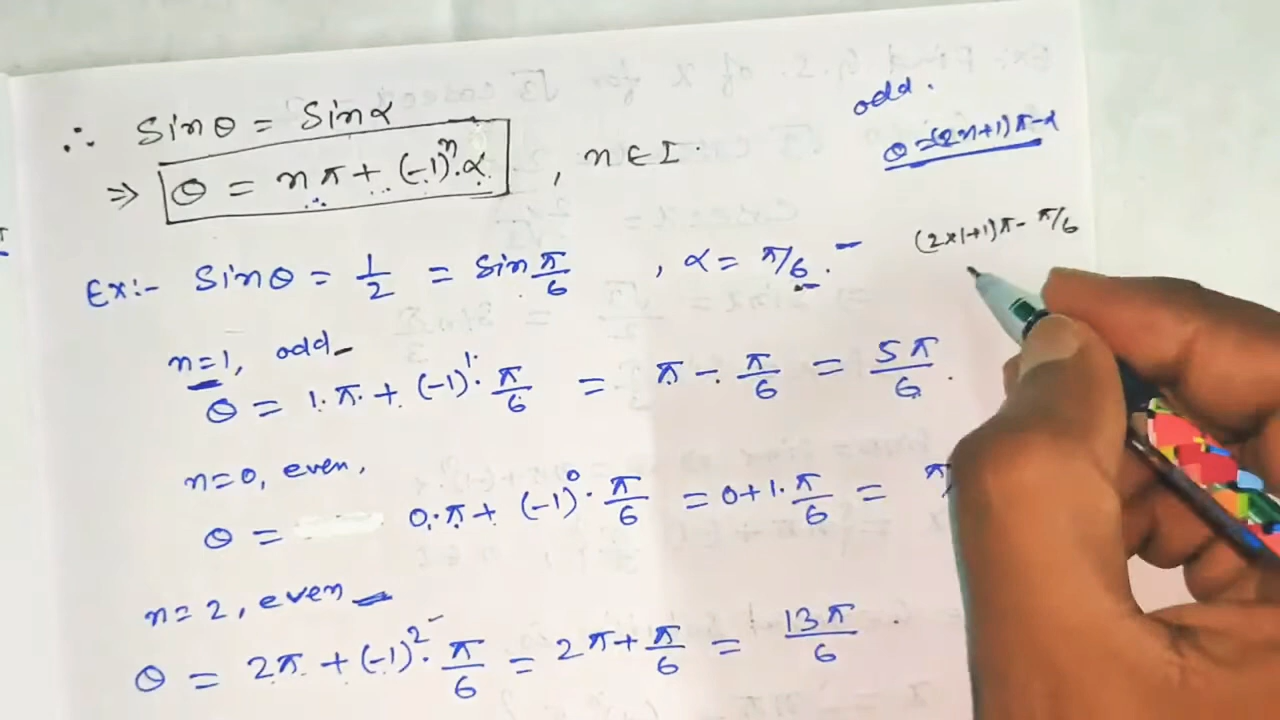 ∴ Sinθ = Sinα
⇒ θ = nπ + (-1)ⁿ.α , n ∈ I.
odd.
θ = (2n+1)π-α
Ex:- Sinθ = 1/2 = Sin π/6 , α = π/6.
(2×1+1)π - π/6
n=1, odd
θ = 1.π + (-1)¹. π/6 = π - π/6 = 5π/6.
n=0, even,
θ = 0.π + (-1)⁰. π/6 = 0+1.π/6 = π
n=2, even
θ = 2π + (-1)². π/6 = 2π + π/6 = 13π/6.